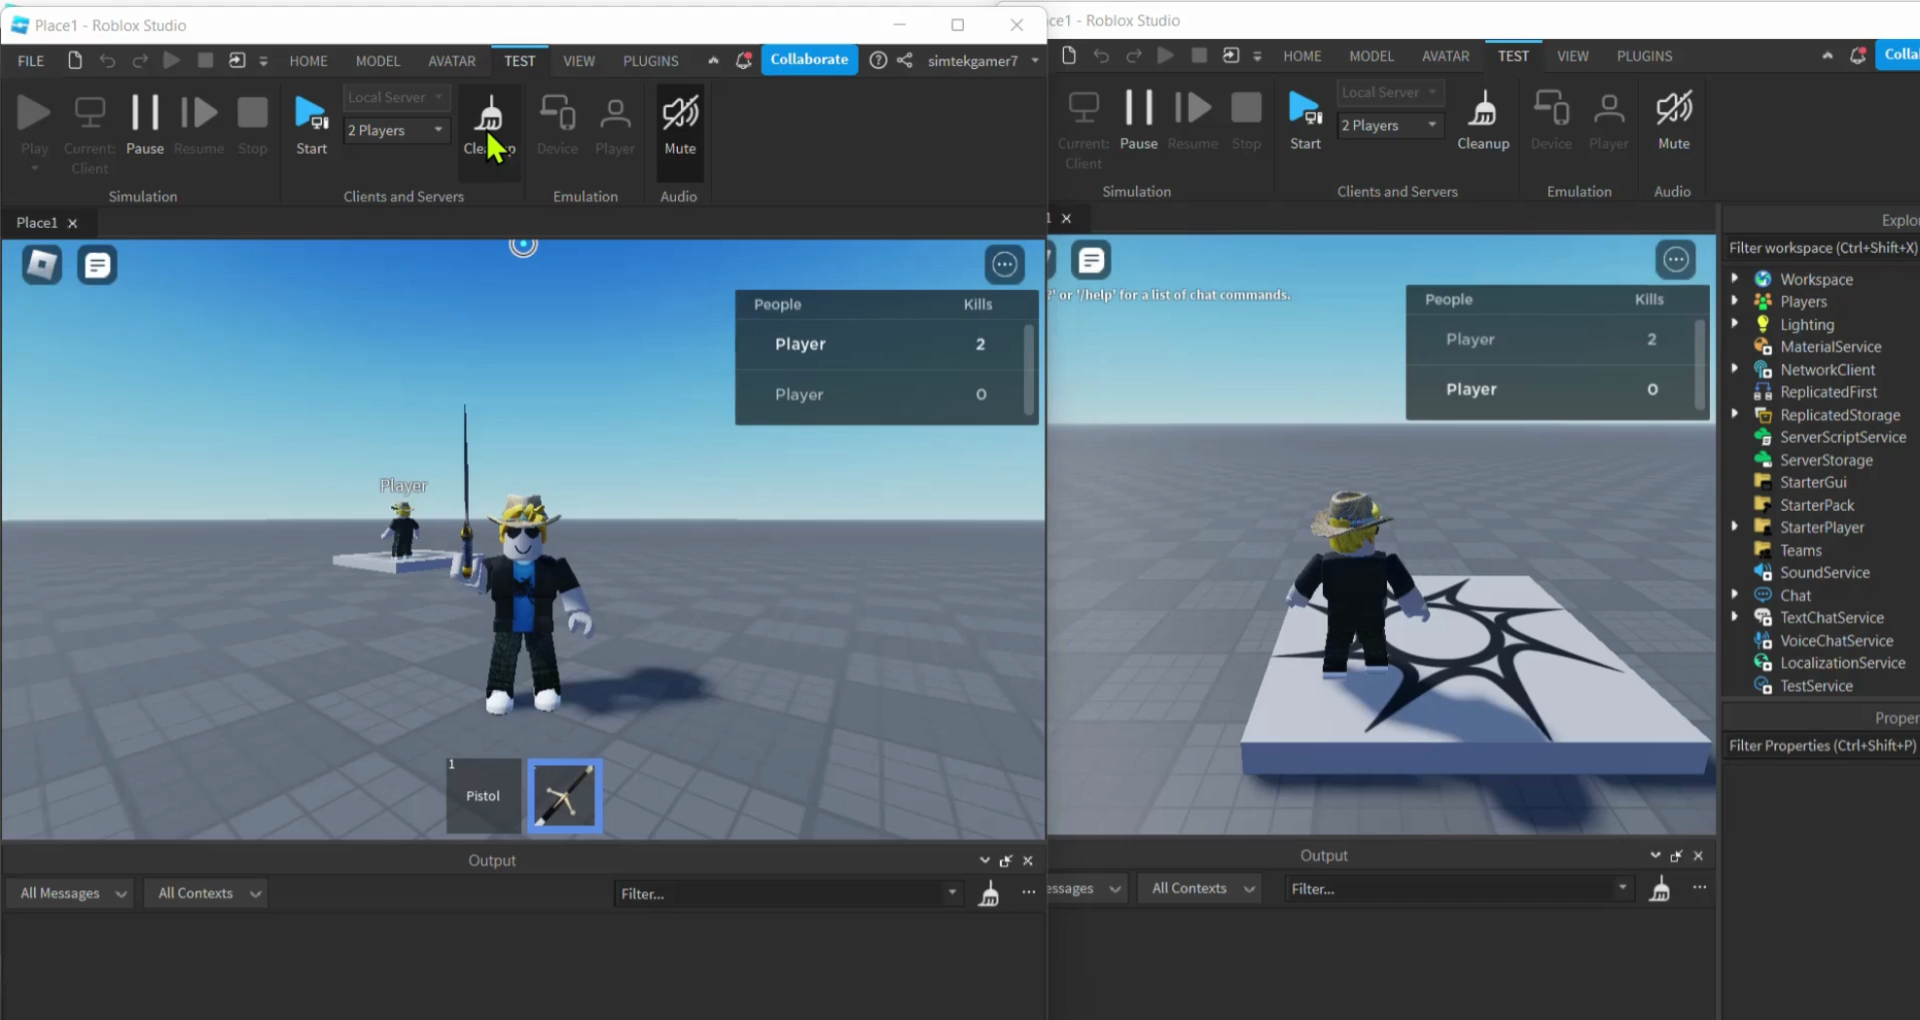 Place1 - Roblox Studio
FILE HOME MODEL AVATAR TEST VIEW PLUGINS Collaborate simtekgamer7
Play Current: Client Pause Resume Stop Start Local Server 2 Players Device Player Mute
Simulation Clients and Servers Emulation Audio
Place1
People Kills
Player 2
Player 0
Player
1
Pistol
Output
All Messages All Contexts Filter...
ce1 - Roblox Studio
HOME MODEL AVATAR TEST VIEW PLUGINS Colla
Current: Client Pause Resume Stop Start Local Server 2 Players Cleanup Device Player Mute
Simulation Clients and Servers Emulation Audio
1
?' or '/help' for a list of chat commands.
People Kills
Player 2
Player 0
Output
essages All Contexts Filter...
Explor
Filter workspace (Ctrl+Shift+X)
Workspace
Players
Lighting
MaterialService
NetworkClient
ReplicatedFirst
ReplicatedStorage
ServerScriptService
ServerStorage
StarterGui
StarterPack
StarterPlayer
Teams
SoundService
Chat
TextChatService
VoiceChatService
LocalizationService
TestService
Proper
Filter Properties (Ctrl+Shift+P)